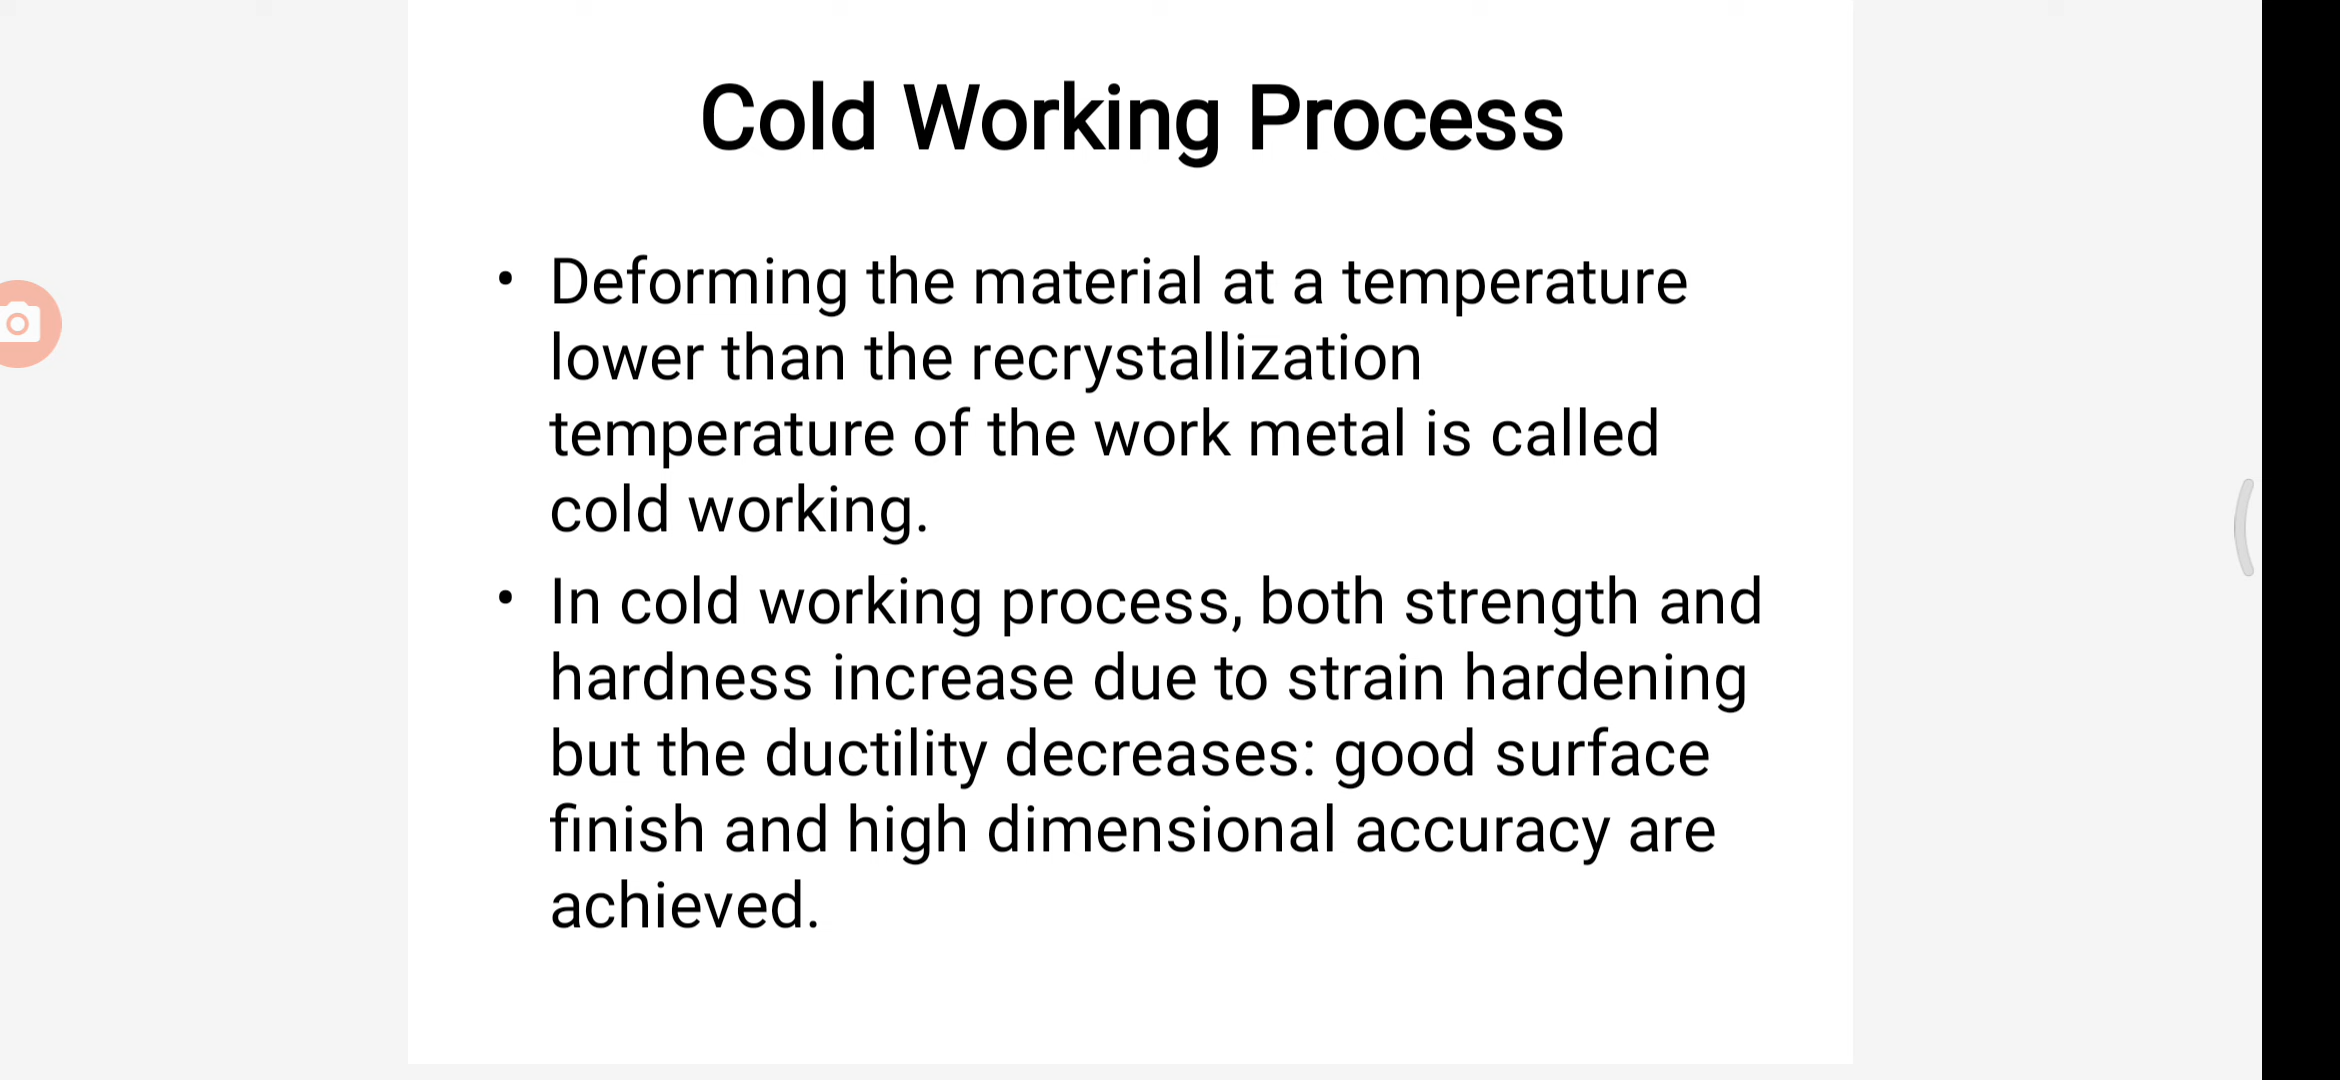 Cold Working Process
• Deforming the material at a temperature
lower than the recrystallization
temperature of the work metal is called
cold working.
• In cold working process, both strength and
hardness increase due to strain hardening
but the ductility decreases: good surface
finish and high dimensional accuracy are
achieved.